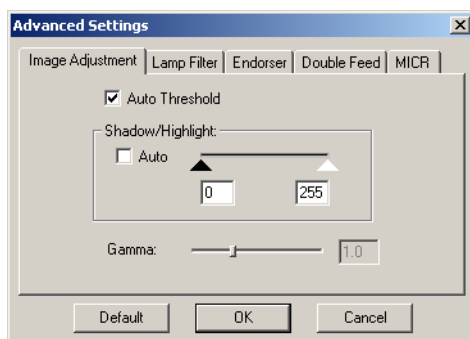 Advanced Settings
Image Adjustment Lamp Filter Endorser Double Feed MICR
Auto Threshold
Shadow/Highlight:
Auto
0 255
Gamma: 1.0
Default OK Cancel